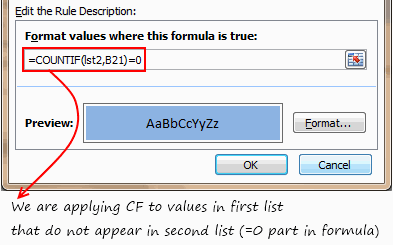 Edit the Rule Description:
Format values where this formula is true:
=COUNTIF(lst2,B21)=0
Preview:
AaBbCcYyZz
Format...
OK
Cancel
We are applying CF to values in first list
that do not appear in second list (=0 part in formula)